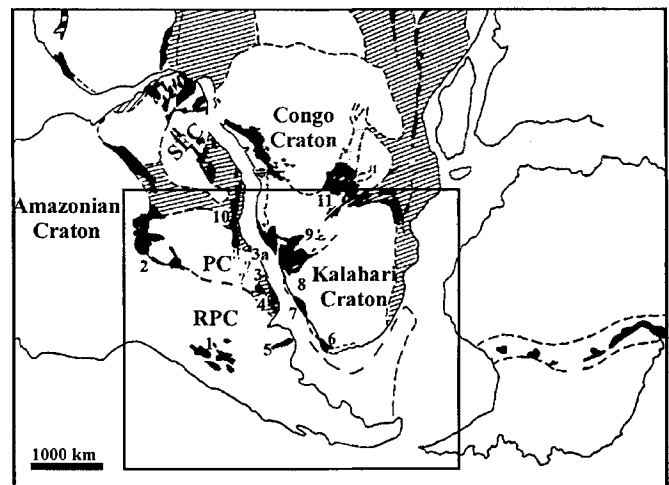 Congo
Craton
SFC
Amazonian
Craton
10
11
9
2
PC
3a
3
8
Kalahari
Craton
4
7
RPC
1
5
6
1000 km